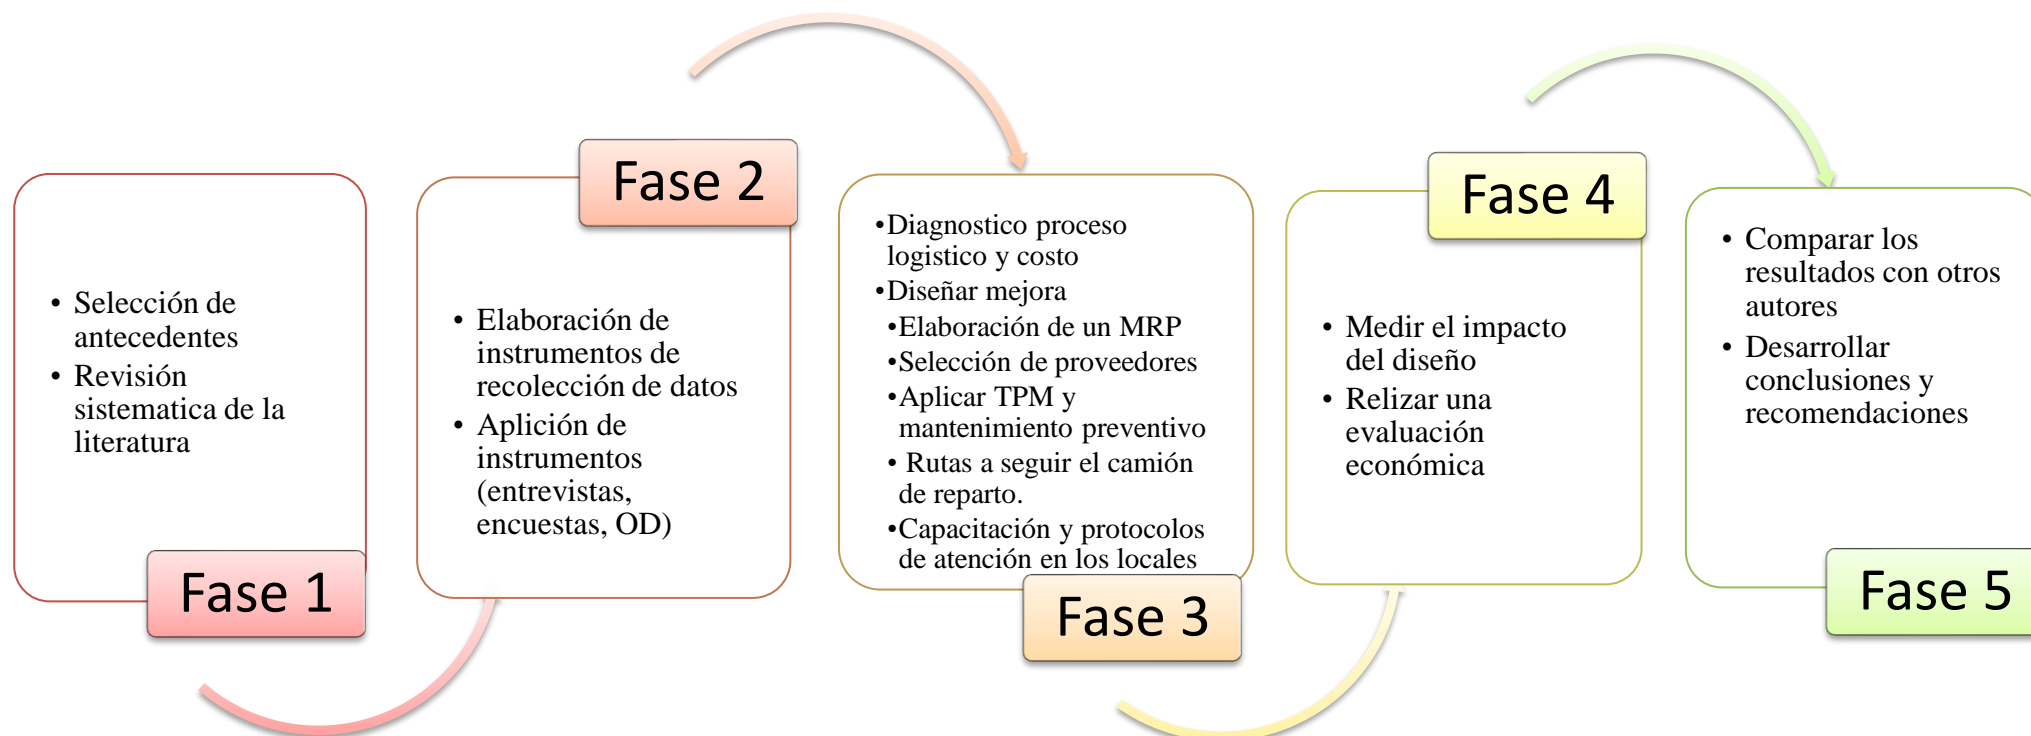 • Selección de
antecedentes
• Revisión
sistematica de la
literatura
Fase 1
Fase 2
• Elaboración de
instrumentos de
recolección de datos
• Aplición de
instrumentos
(entrevistas,
encuestas, OD)
•Diagnostico proceso
logistico y costo
•Diseñar mejora
•Elaboración de un MRP
•Selección de proveedores
•Aplicar TPM y
mantenimiento preventivo
• Rutas a seguir el camión
de reparto.
•Capacitación y protocolos
de atención en los locales
Fase 3
Fase 4
• Medir el impacto
del diseño
• Relizar una
evaluación
económica
• Comparar los
resultados con otros
autores
• Desarrollar
conclusiones y
recomendaciones
Fase 5